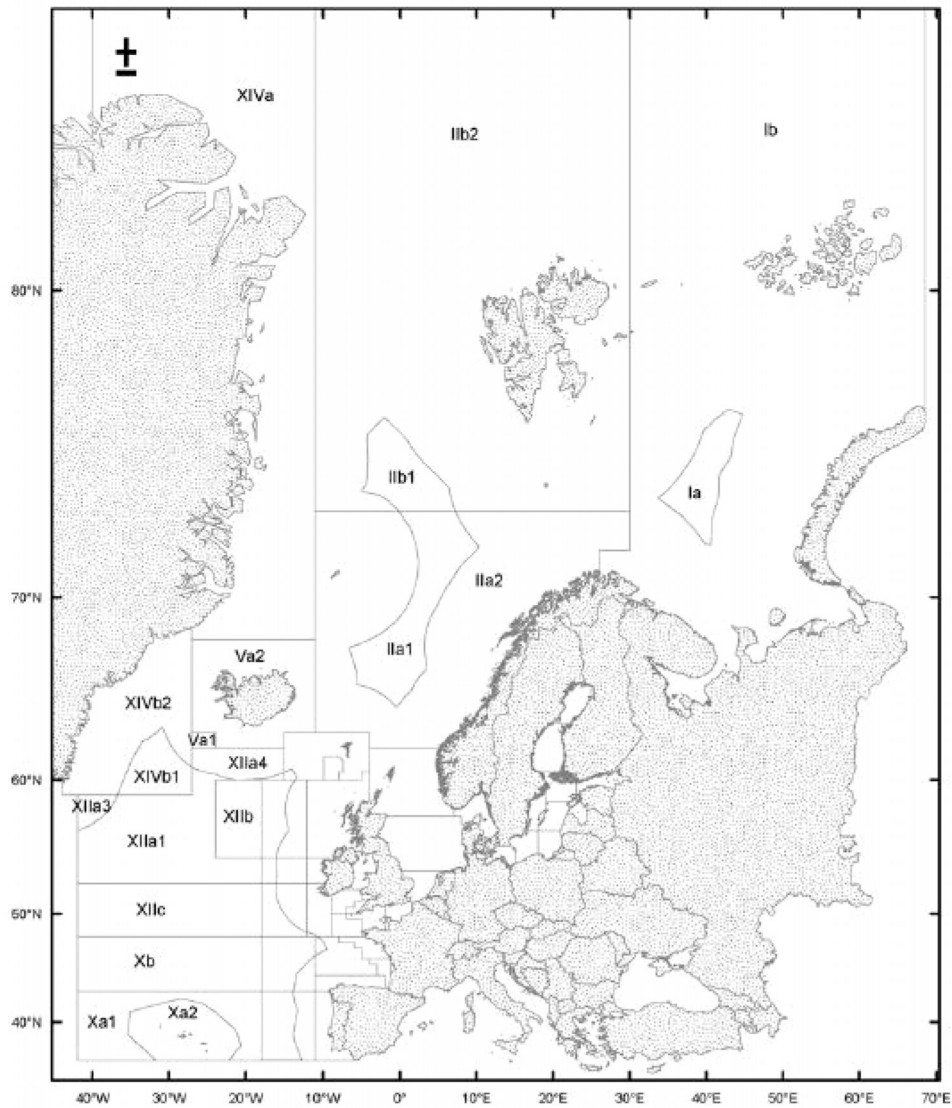 ±
XIVa
IIb2
Ib
80°N
IIb1
Ia
IIa2
70°N
IIa1
Va2
XIVb2
Va1
XIIa4
XIVb1
60°N
XIIa3
XIIb
XIIa1
XIIc
50°N
Xb
Xa1
Xa2
40°N
40°W 30°W 20°W 10°W 0° 10°E 20°E 30°E 40°E 50°E 60°E 70°E